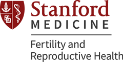 Stanford
MEDICINE
Fertility and
Reproductive Health